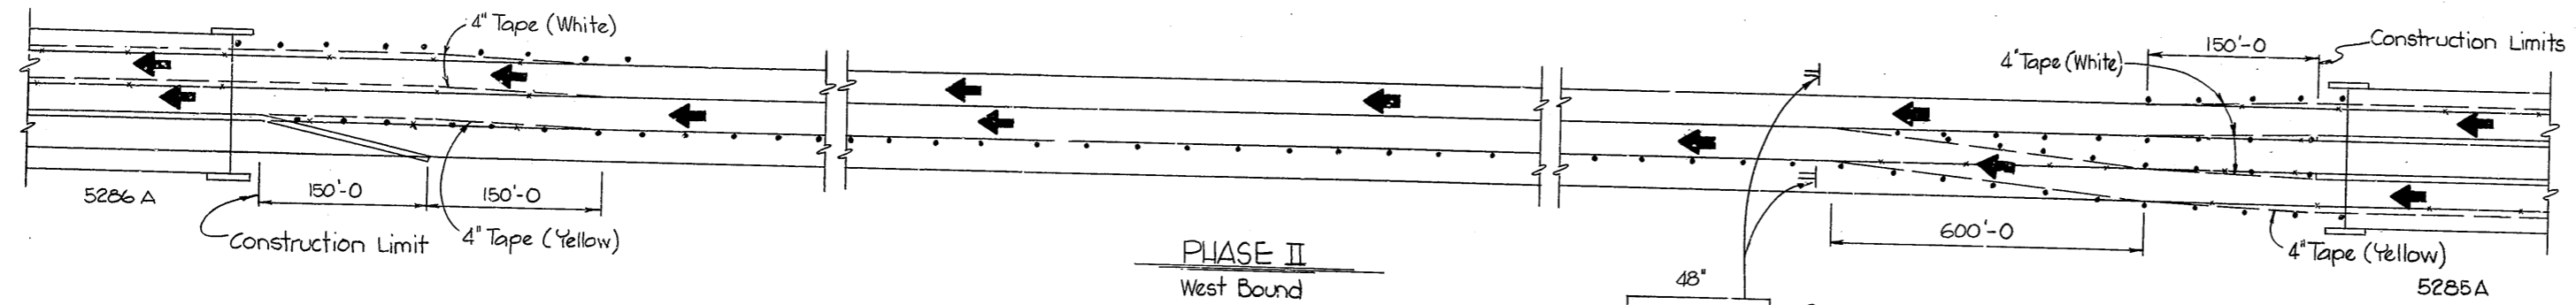 4" Tape (White)
150'-0
Construction Limits
4" Tape (White)
5286 A
150'-0
150'-0
Construction Limit
4" Tape (Yellow)
PHASE II
West Bound
48"
600'-0
4" Tape (Yellow)
5285A